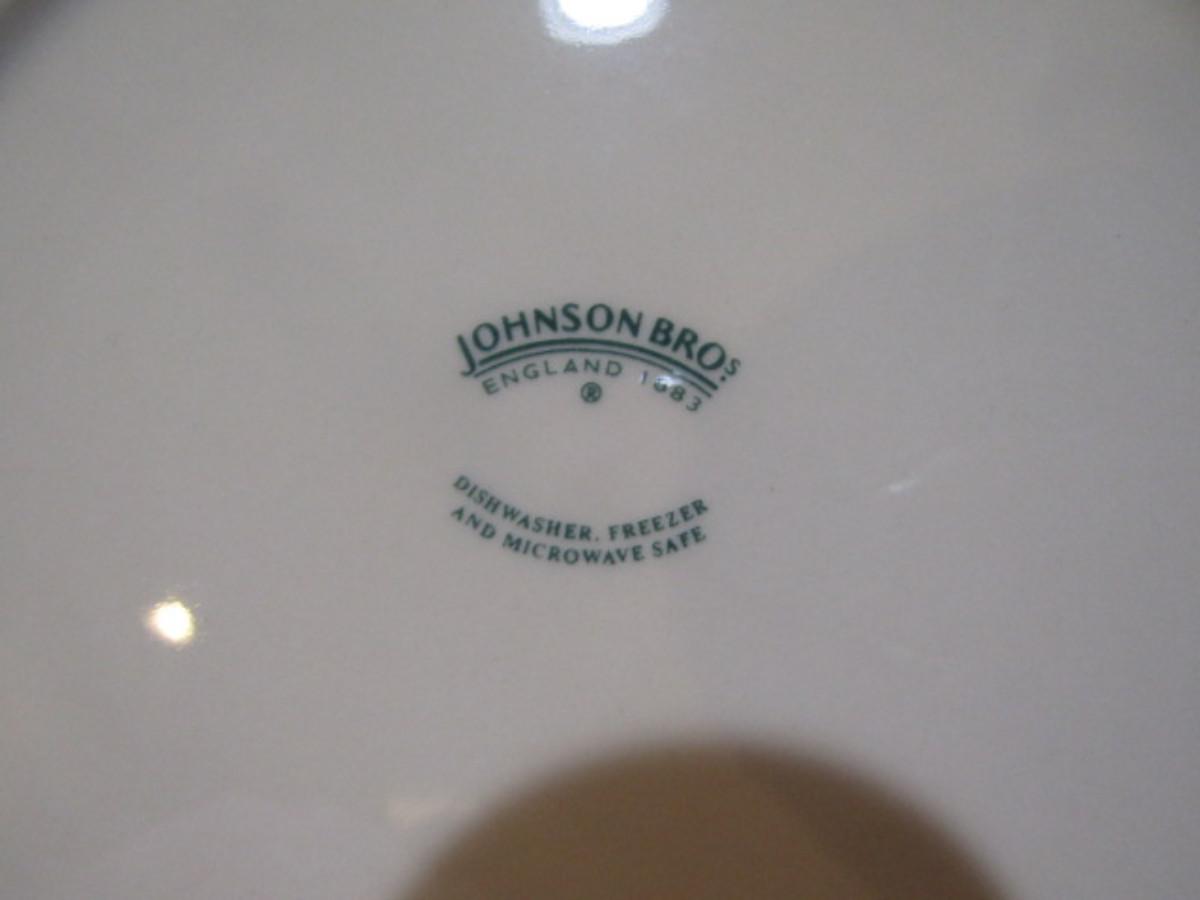 JOHNSON BROS.
ENGLAND 1883
®
DISHWASHER, FREEZER
AND MICROWAVE SAFE